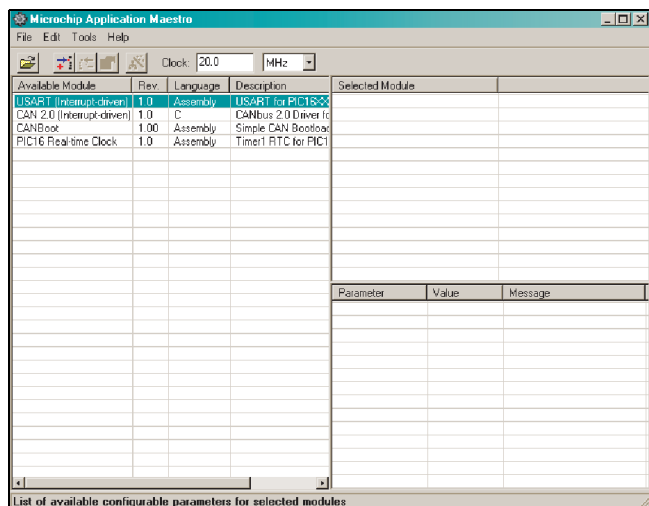 Microchip Application Maestro
File Edit Tools Help
Clock: 20.0 MHz
Available Module Rev. Language Description Selected Module
USART (Interrupt-driven) 1.0 Assembly USART for PIC16XX
CAN 2.0 (Interrupt-driven) 1.0 C CANbus 2.0 Driver fo
CANBoot 1.00 Assembly Simple CAN Bootload
PIC16 Real-time Clock 1.0 Assembly Timer1 RTC for PIC1
Parameter Value Message
List of available configurable parameters for selected modules